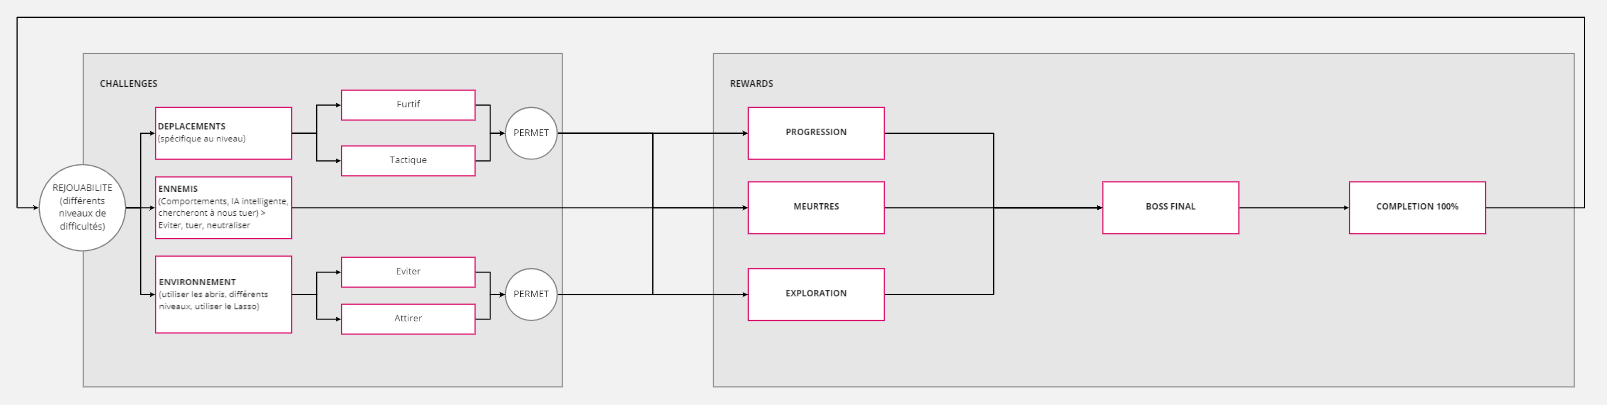 CHALLENGES
REJOUABILITE
(différents
niveaux de
difficultés)
DEPLACEMENTS
(spécifique au niveau)
Furtif
Tactique
PERMET
ENNEMIS
(Comportements, IA intelligente,
chercheront à nous tuer) >
Eviter, tuer, neutraliser
ENVIRONNEMENT
(utiliser les abris, différents
niveaux, utiliser le Lasso)
Eviter
Attirer
PERMET
REWARDS
PROGRESSION
MEURTRES
EXPLORATION
BOSS FINAL
COMPLETION 100%